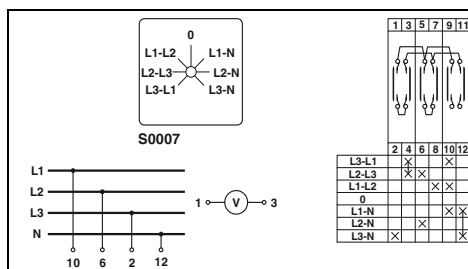 0
L1-L2 L1-N
L2-L3 L2-N
L3-L1 L3-N
S0007
L1
L2
L3
N
10 6 2 12
1 V 3
1 3 5 7 9 11
2 4 6 8 10 12
L3-L1 X X
L2-L3 X X
L1-L2 X X
0
L1-N X X
L2-N X
L3-N X X